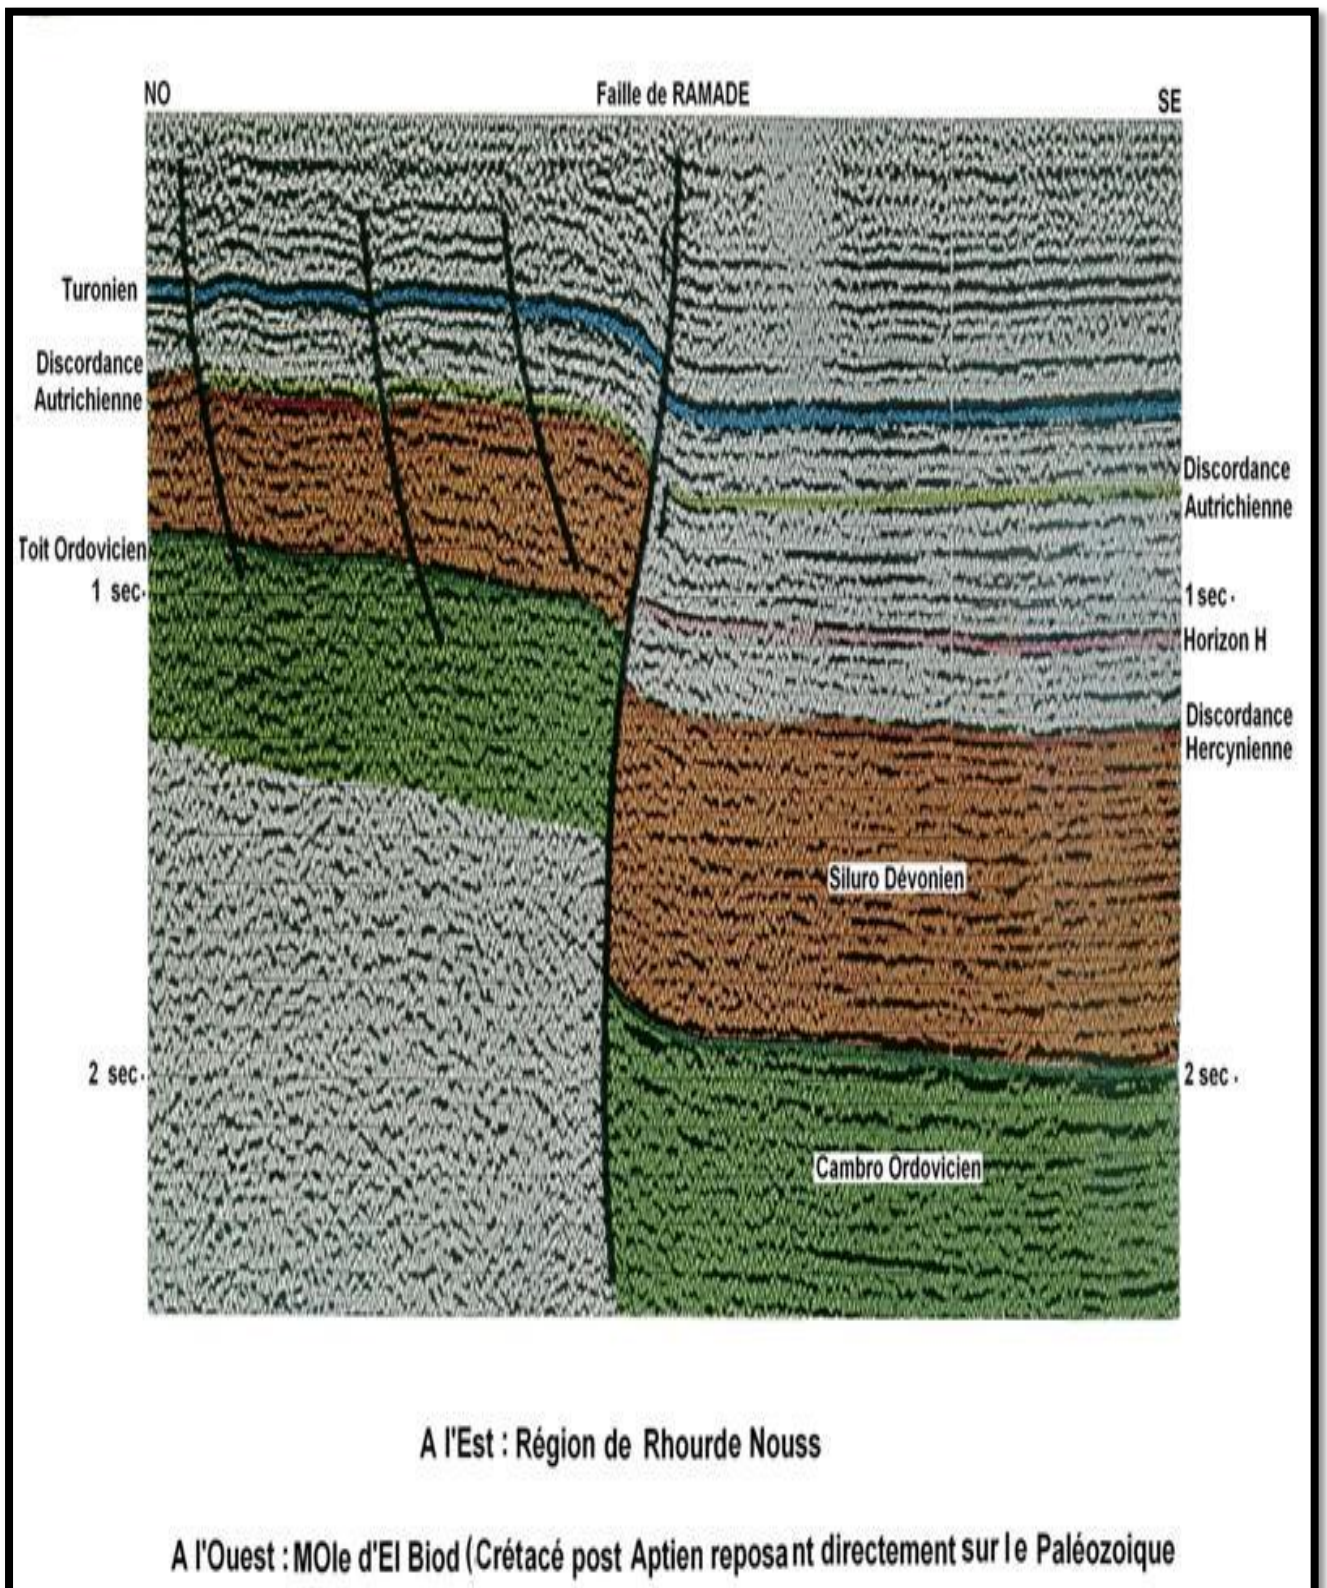 NO Faille de RAMADE SE
Turonien
Discordance
Autrichienne
Discordance
Autrichienne
Toit Ordovicien
1 sec.
1 sec.
Horizon H
Discordance
Hercynienne
Siluro Dévonien
2 sec.
2 sec.
Cambro Ordovicien
A l'Est : Région de Rhourde Nouss
A l'Ouest : MOle d'El Biod (Crétacé post Aptien reposant directement sur le Paléozoique